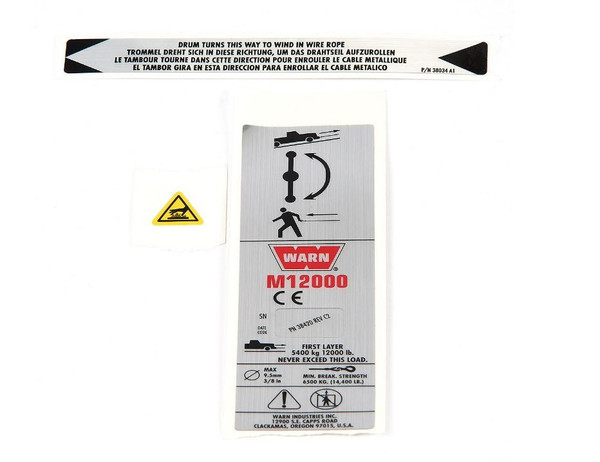 DRUM TURNS THIS WAY TO WIND IN WIRE ROPE
TROMMEL DREHT SICH IN DIESE RICHTUNG, UM DAS DRAHTSEIL AUFZUROLLEN
LE TAMBOUR TOURNE DANS CETTE DIRECTION POUR ENROULER LE CABLE METALLIQUE
EL TAMBOR GIRA EN ESTA DIRECCION PARA ENROLLAR EL CABLE METALICO
P/N 38034 A1
WARN
M12000
CE
SN
PN 38420 REV C2
DATE
CODE
FIRST LAYER
5400 kg 12000 lb.
NEVER EXCEED THIS LOAD.
MAX
9.5mm
3/8 in
MIN. BREAK. STRENGTH
6500 KG. (14,400 LB.)
WARN INDUSTRIES INC.
12900 S.E. CAPPS ROAD
CLACKAMAS, OREGON 97015, U.S.A.